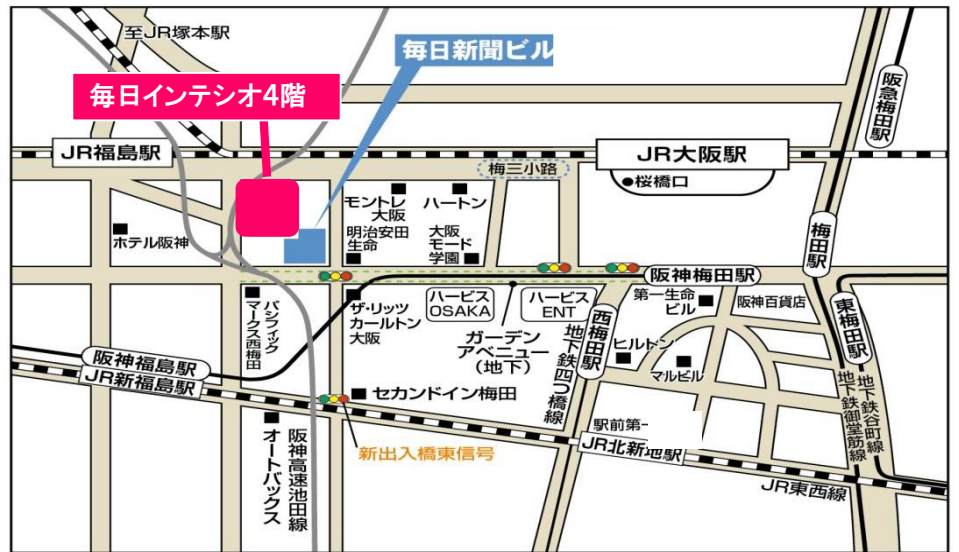 至JR塚本駅
毎日新聞ビル
毎日インテシオ4階
阪急梅田駅
JR福島駅
JR大阪駅
梅三小路
●桜橋口
モントレ
大阪
ハートン
ホテル阪神
明治安田
生命
大阪
モード
学園
梅田駅
阪神梅田駅
東梅田駅
パシフィック
マークス西梅田
ザ・リッツ
カールトン
大阪
ハービス
OSAKA
ハービス
ENT
ガーデン
アベニュー
(地下)
西梅田駅
地下鉄四つ橋線
第一生命
ビル
阪神百貨店
ヒルトン
マルビル
阪神福島駅
JR新福島駅
セカンドイン梅田
新出入橋東信号
オートバックス
阪神高速池田線
駅前第一
JR北新地駅
JR東西線
地下鉄御堂筋線
地下鉄谷町線